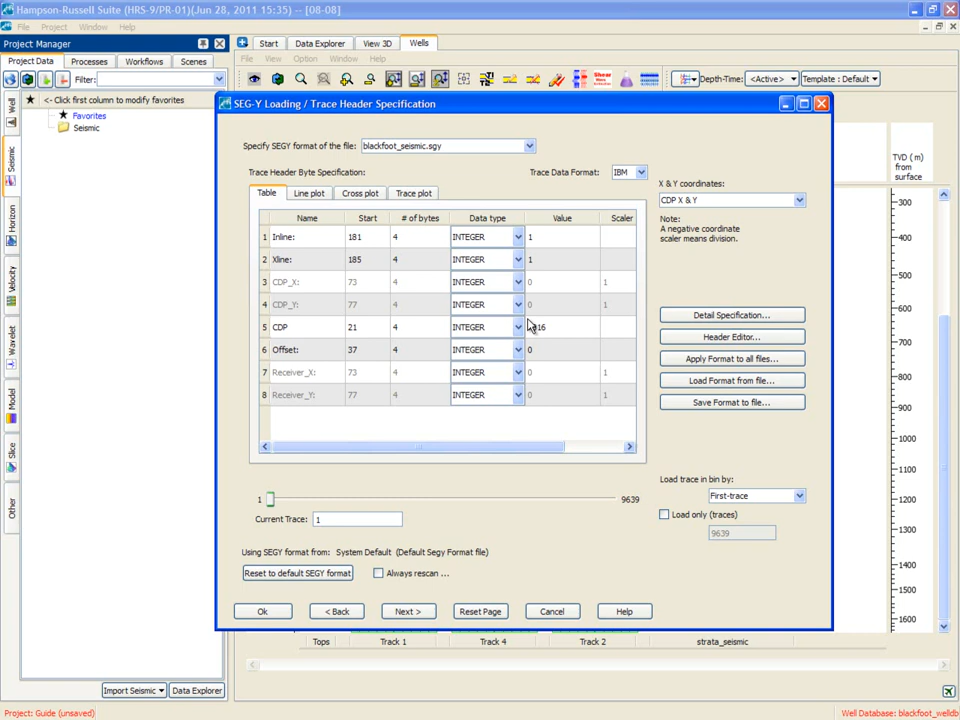 Hampson-Russell Suite (HRS-9/PR-01)(Jun 28, 2011 15:35) - [08-08]
File Project Window Help
Project Manager
Start Data Explorer View 3D Wells
Project Data Processes Workflows Scenes
View Option Window Help
Filter:
Depth-Time: <Active> Template : Default
<- Click first column to modify favorites
Favorites
Seismic
Well
Seismic
Horizon
Velocity
Wavelet
Model
Slice
Other
SEG-Y Loading / Trace Header Specification
Specify SEGY format of the file: blackfoot_seismic.sgy
Trace Header Byte Specification: Trace Data Format: IBM
X & Y coordinates:
CDP X & Y
Note:
A negative coordinate
scaler means division.
Table Line plot Cross plot Trace plot
Name Start # of bytes Data type Value Scaler
1 Inline: 181 4 INTEGER 1
2 Xline: 185 4 INTEGER 1
3 CDP_X: 73 4 INTEGER 0 1
4 CDP_Y: 77 4 INTEGER 0 1
5 CDP 21 4 INTEGER
6 Offset: 37 4 INTEGER 0
7 Receiver_X: 73 4 INTEGER 0 1
8 Receiver_Y: 77 4 INTEGER 0 1
Detail Specification...
Header Editor...
Apply Format to all files...
Load Format from file...
Save Format to file...
Load trace in bin by:
First-trace
Load only (traces)
9639
1 9639
Current Trace: 1
Using SEGY format from: System Default (Default Segy Format file)
Reset to default SEGY format Always rescan ...
Ok < Back Next > Reset Page Cancel Help
TVD ( m)
from
surface
300
400
500
600
700
800
900
1000
1100
1200
1300
1400
1500
1600
Tops Track 1 Track 4 Track 2 strata_seismic
Import Seismic Data Explorer
Project: Guide (unsaved) Well Database: blackfoot_welldb